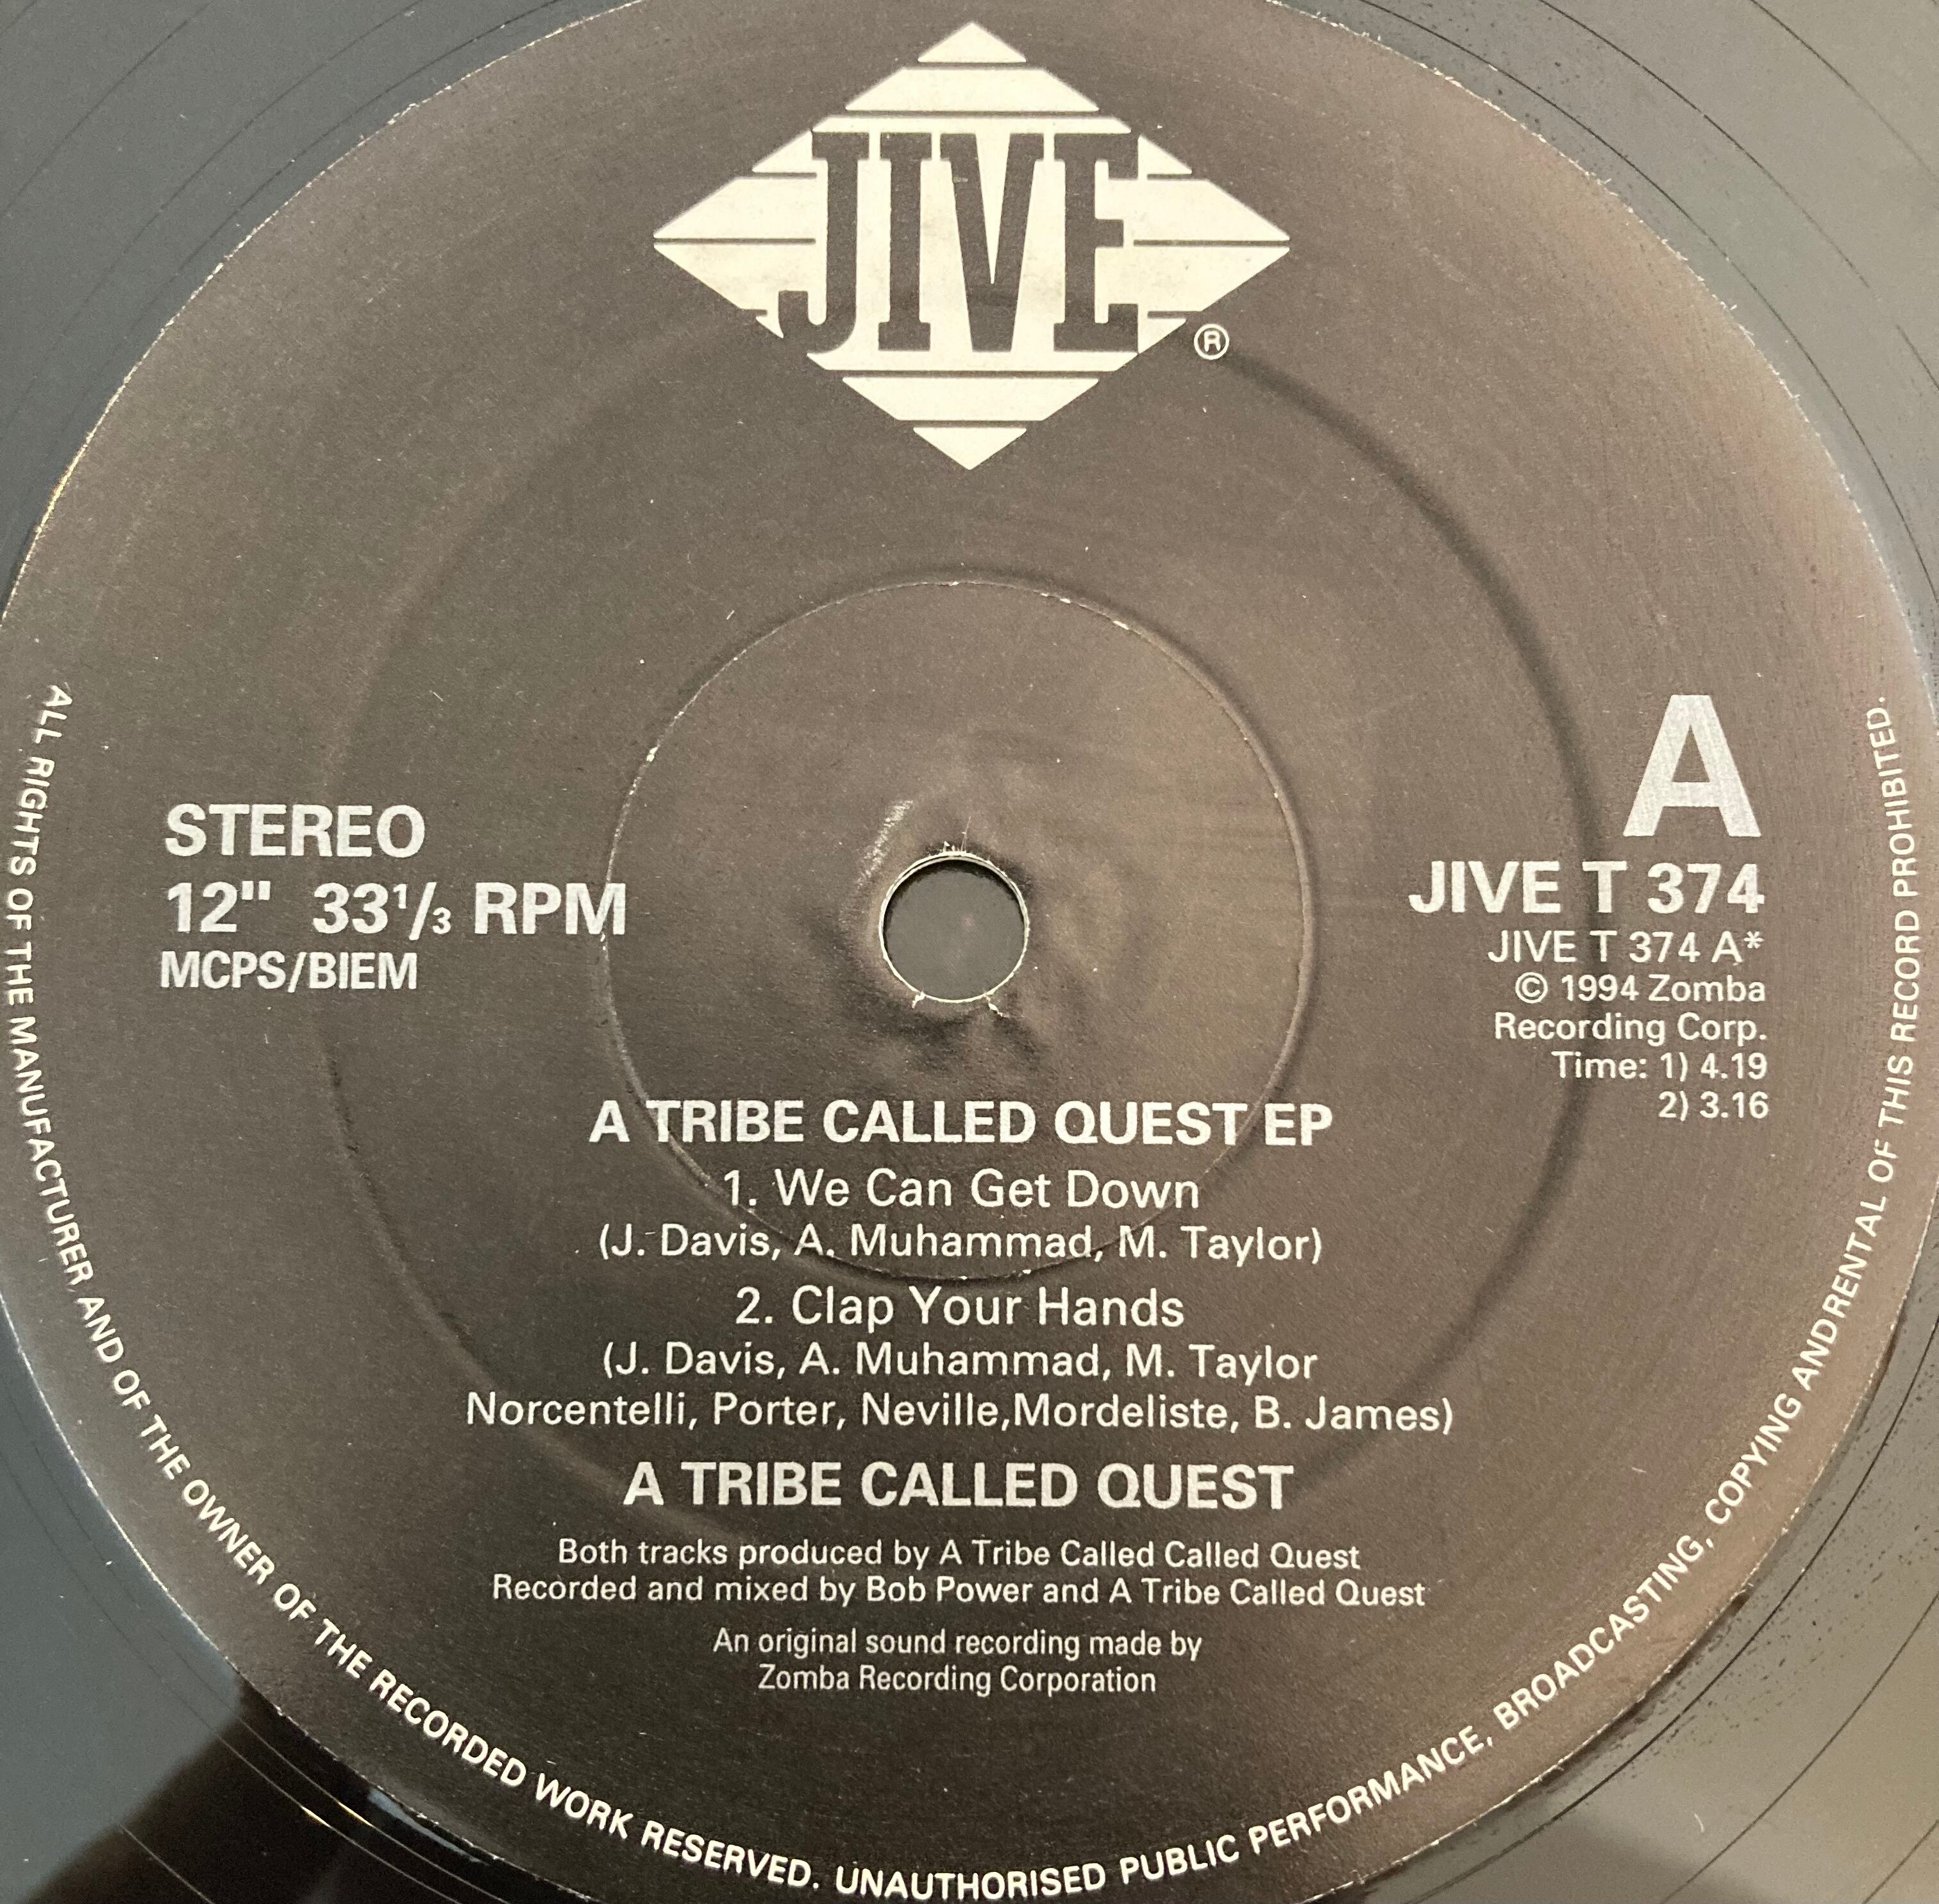 JIVE
®
STEREO
12" 33¹/₃ RPM
MCPS/BIEM
A
JIVE T 374
JIVE T 374 A*
© 1994 Zomba
Recording Corp.
Time: 1) 4.19
2) 3.16
A TRIBE CALLED QUEST EP
1. We Can Get Down
(J. Davis, A. Muhammad, M. Taylor)
2. Clap Your Hands
(J. Davis, A. Muhammad, M. Taylor
Norcentelli, Porter, Neville,Mordeliste, B. James)
A TRIBE CALLED QUEST
Both tracks produced by A Tribe Called Called Quest
Recorded and mixed by Bob Power and A Tribe Called Quest
An original sound recording made by
Zomba Recording Corporation
ALL RIGHTS OF THE MANUFACTURER, AND OF THE OWNER OF THE RECORDED WORK RESERVED. UNAUTHORISED PUBLIC PERFORMANCE, BROADCASTING, COPYING AND RENTAL OF THIS RECORD PROHIBITED.